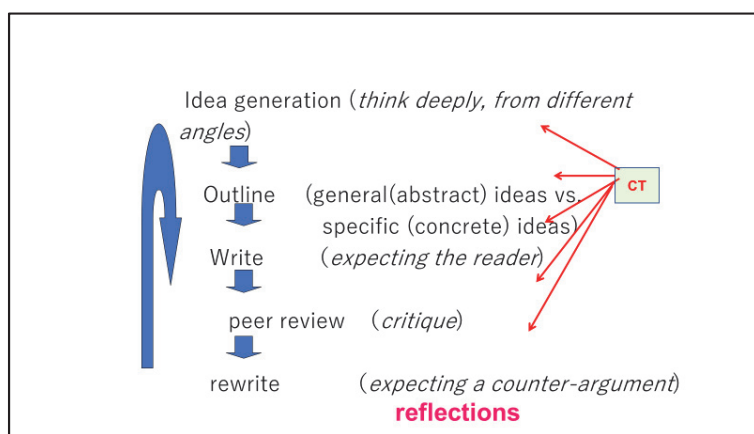 Idea generation (think deeply, from different
angles)
Outline (general(abstract) ideas vs.
specific (concrete) ideas)
CT
Write (expecting the reader)
peer review (critique)
rewrite (expecting a counter-argument)
reflections